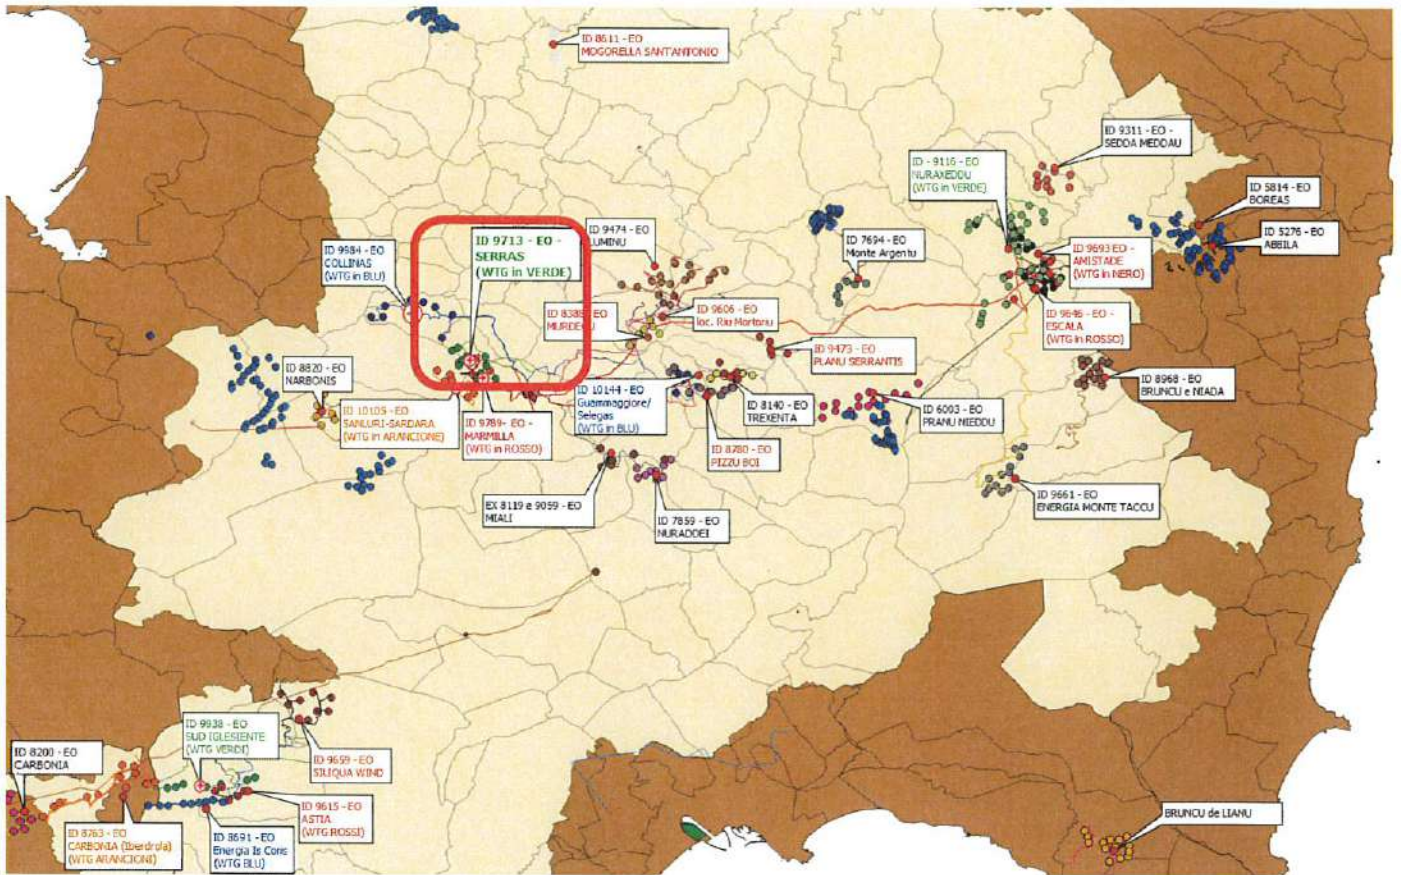 ID 8611 - EO
MOGORELLA SANT'ANTONIO
ID 9311 - EO -
SEDDA MEDDAU
ID - 9116 - EO
NURAXEDDU
(WTG in VERDE)
ID 5814 - EO
BOREAS
ID 5276 - EO
ABBILA
ID 9474 - EO
LUMINU
ID 9713 - EO -
SERRAS
(WTG in VERDE)
ID 9984 - EO
COLLINAS
(WTG in BLU)
ID 7694 - EO
Monte Argentu
ID 9693 EO -
AMISTADE
(WTG in NERO)
ID 8388 - EO
MURDEGU
ID 9606 - EO
loc. Riu Mortoriu
ID 9646 - EO -
ESCALA
(WTG in ROSSO)
ID 9473 - EO
PLANU SERRANTIS
ID 8820 - EO
NARBONIS
ID 10105 - EO
SANLURI-SARDARA
(WTG in ARANCIONE)
ID 9789- EO -
MARMILLA
(WTG in ROSSO)
ID 10144 - EO
Guammaggiore/
Selegas
(WTG in BLU)
ID 8140 - EO
TREXENTA
ID 6003 - EO
PRANU NIEDDU
ID 8968 - EO
BRUNCU e NIADA
ID 8780 - EO
PIZZU BOI
EX 8119 e 9059 - EO
MIALI
ID 7859 - EO
NURADDEI
ID 9661 - EO
ENERGIA MONTE TACCU
ID 9938 - EO
SUD IGLESIENTE
(WTG VERDI)
ID 8200 - EO
CARBONIA
ID 9659 - EO
SILIQUA WIND
ID 8763 - EO
CARBONIA (Iberdrola)
(WTG ARANCIONI)
ID 8691 - EO
Energia Is Coris
(WTG BLU)
ID 9615 - EO
ASTIA
(WTG ROSSI)
BRUNCU de LIANU